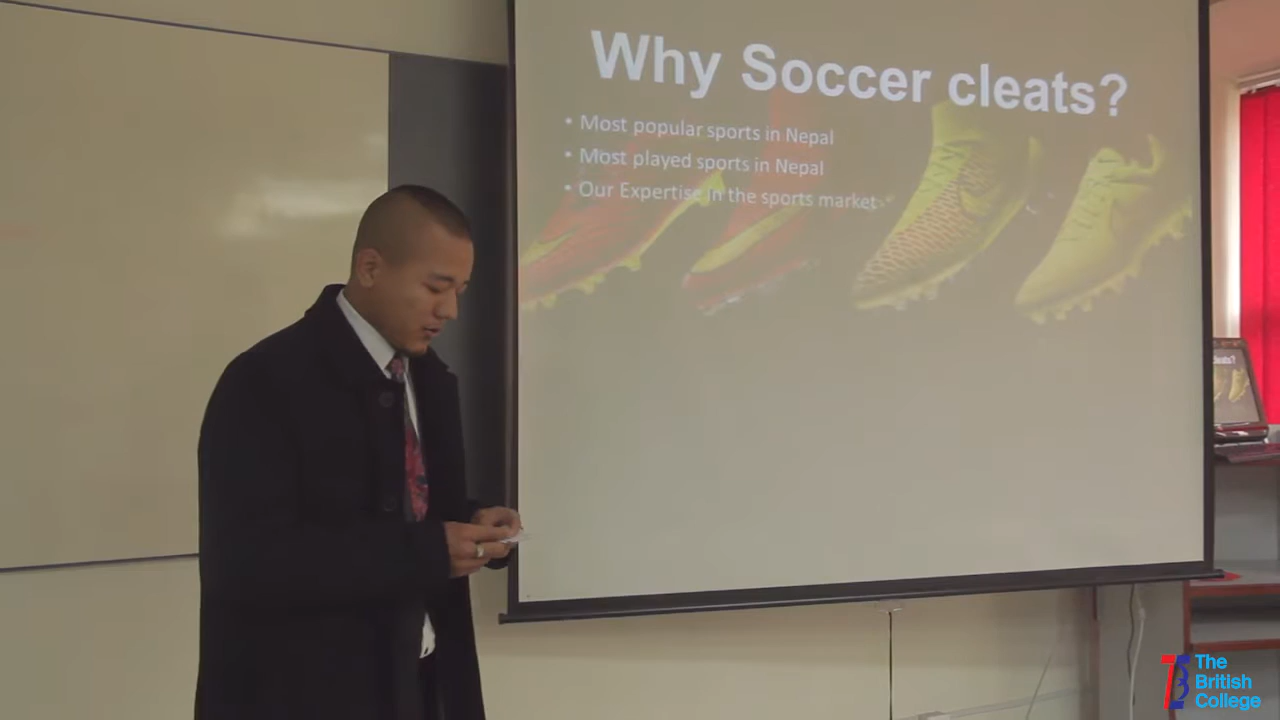 Why Soccer cleats?
• Most popular sports in Nepal
• Most played sports in Nepal
• Our Expertise in the sports market
The
British
College